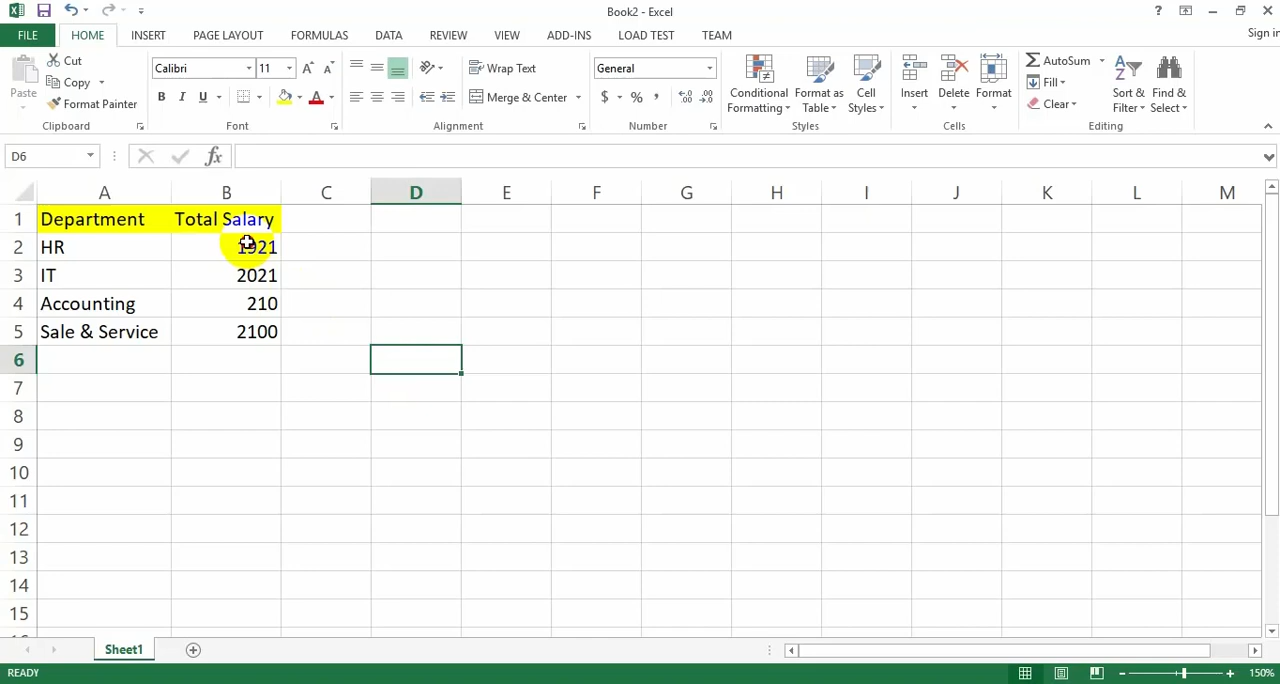 Book2 - Excel
?
FILE HOME INSERT PAGE LAYOUT FORMULAS DATA REVIEW VIEW ADD-INS LOAD TEST TEAM
Sign in
Paste
Cut
Copy
Format Painter
Clipboard
Calibri 11
B I U
Font
Wrap Text
Merge & Center
Alignment
General
$ % ,
Number
Conditional Formatting
Format as Table
Cell Styles
Styles
Insert Delete Format
Cells
AutoSum
Fill
Clear
Sort & Filter
Find & Select
Editing
D6
fx
A B C D E F G H I J K L M
1 Department Total Salary
2 HR 1921
3 IT 2021
4 Accounting 210
5 Sale & Service 2100
6
7
8
9
10
11
12
13
14
15
Sheet1
READY
150%